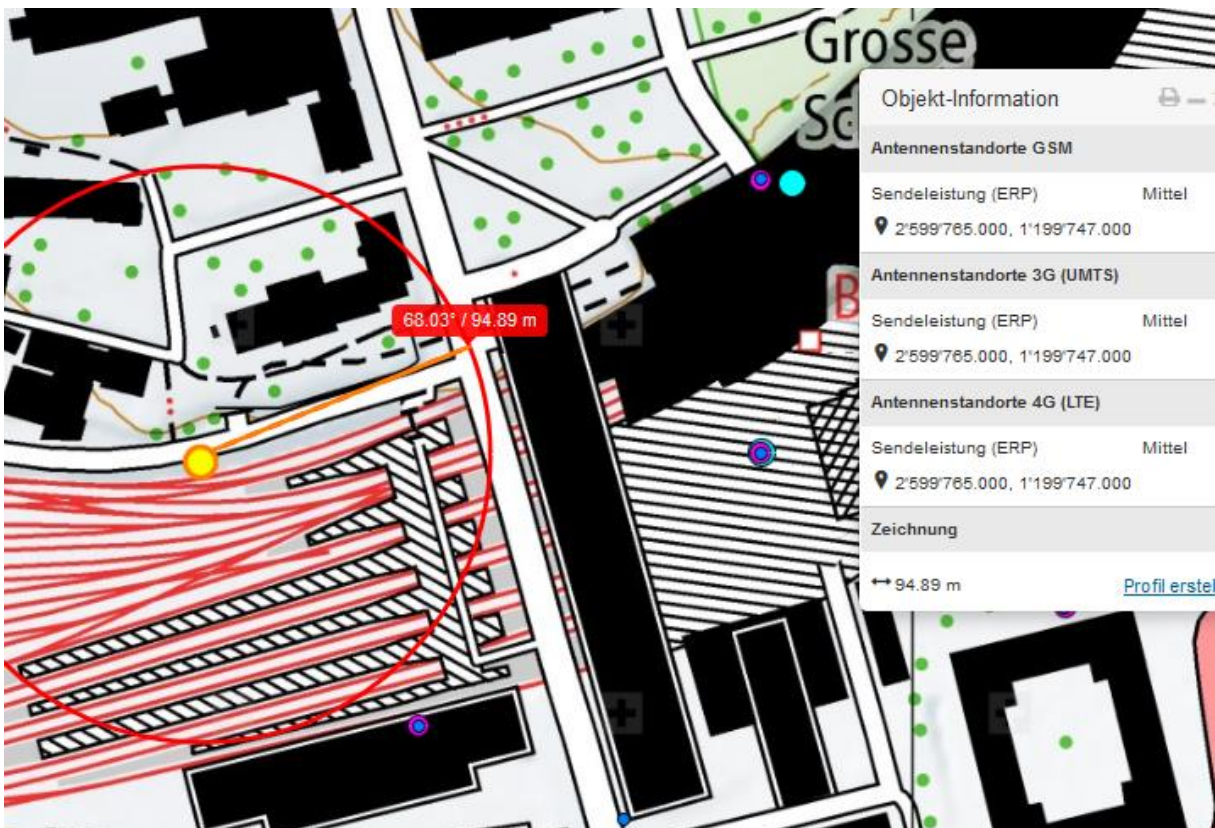 Grosse
Sc
B
68.03° / 94.89 m
Objekt-Information
Antennenstandorte GSM
Sendeleistung (ERP) Mittel
2'599'765.000, 1'199'747.000
Antennenstandorte 3G (UMTS)
Sendeleistung (ERP) Mittel
2'599'765.000, 1'199'747.000
Antennenstandorte 4G (LTE)
Sendeleistung (ERP) Mittel
2'599'765.000, 1'199'747.000
Zeichnung
94.89 m Profil erstel